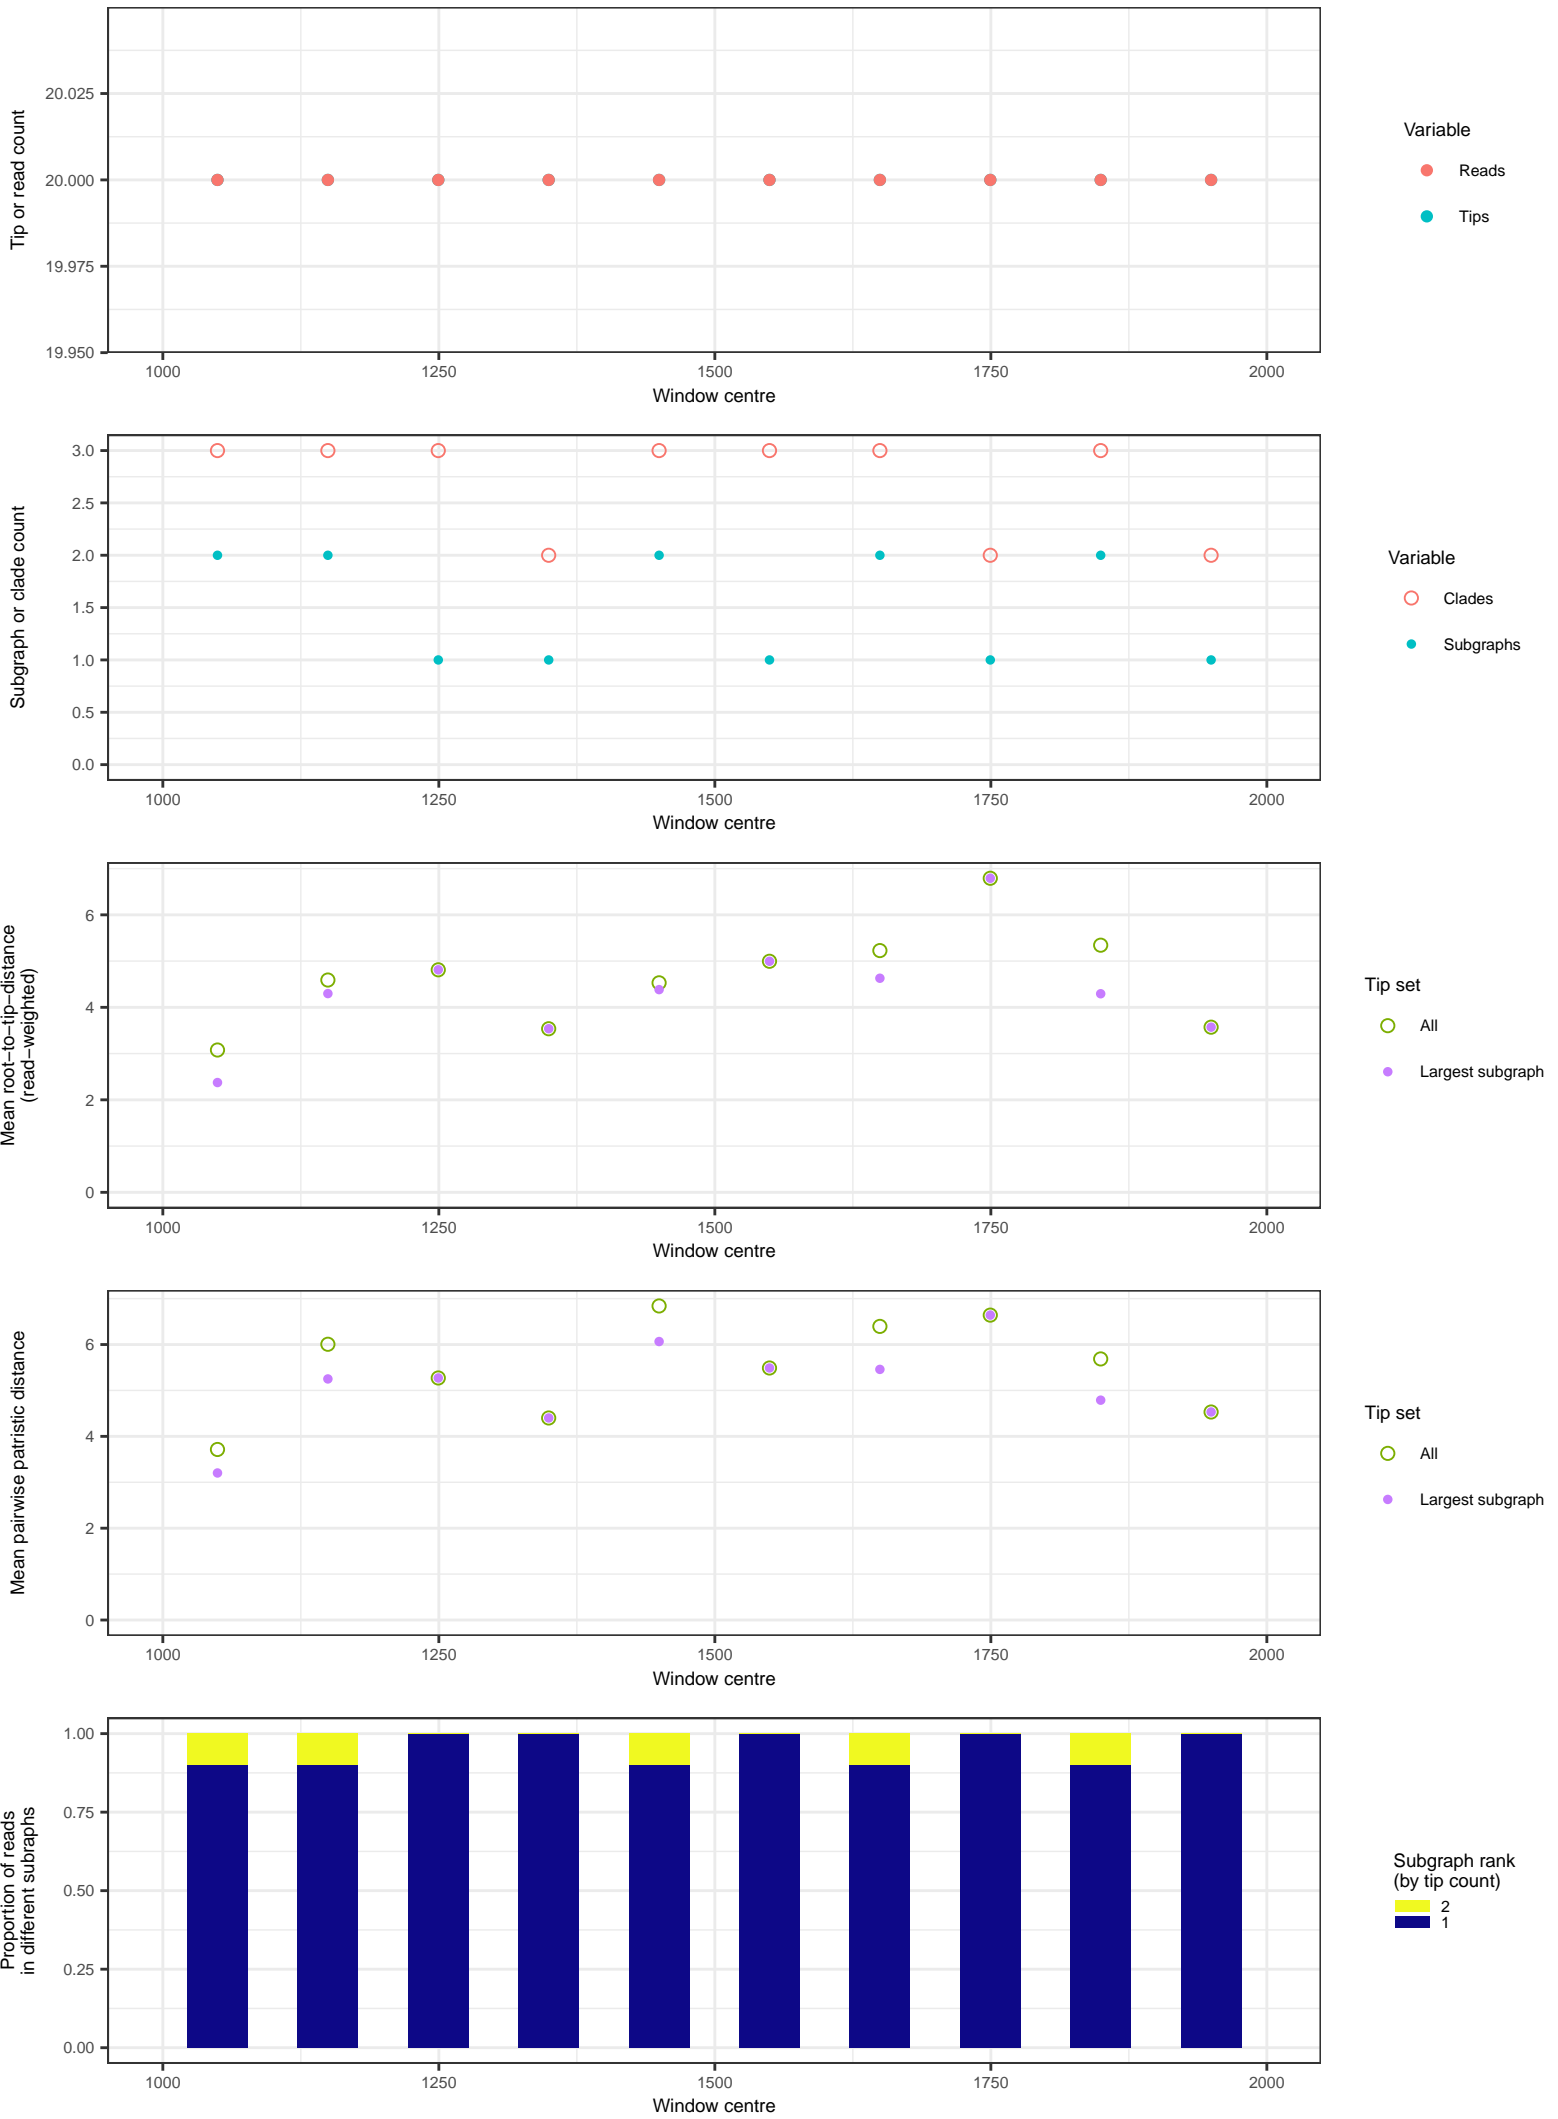 Tip or read count
20.025
20.000
19.975
19.950
1000 1250 1500 1750 2000
Window centre
Variable
Reads
Tips
Subgraph or clade count
3.0
2.5
2.0
1.5
1.0
0.5
0.0
1000 1250 1500 1750 2000
Window centre
Variable
Clades
Subgraphs
Mean root−to−tip−distance
(read−weighted)
6
4
2
0
1000 1250 1500 1750 2000
Window centre
Tip set
All
Largest subgraph
Mean pairwise patristic distance
6
4
2
0
1000 1250 1500 1750 2000
Window centre
Tip set
All
Largest subgraph
Proportion of reads
in different subraphs
1.00
0.75
0.50
0.25
0.00
1000 1250 1500 1750 2000
Window centre
Subgraph rank
(by tip count)
2
1